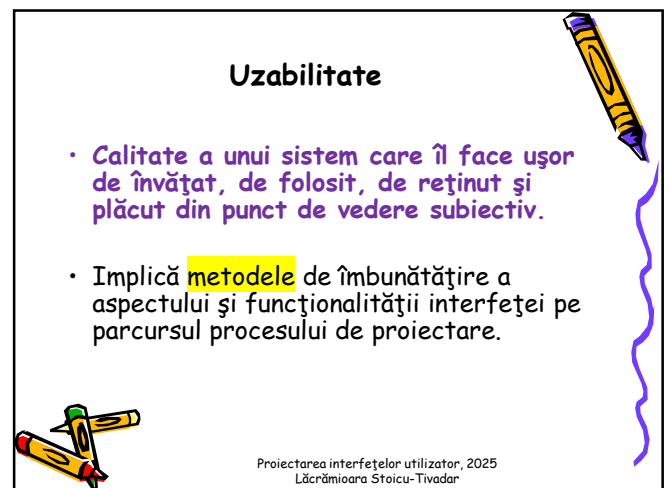 Uzabilitate
• Calitate a unui sistem care îl face uşor
de învăţat, de folosit, de reţinut şi
plăcut din punct de vedere subiectiv.
• Implică metodele de îmbunătăţire a
aspectului şi funcţionalităţii interfeţei pe
parcursul procesului de proiectare.
Proiectarea interfeţelor utilizator, 2025
Lăcrămioara Stoicu-Tivadar